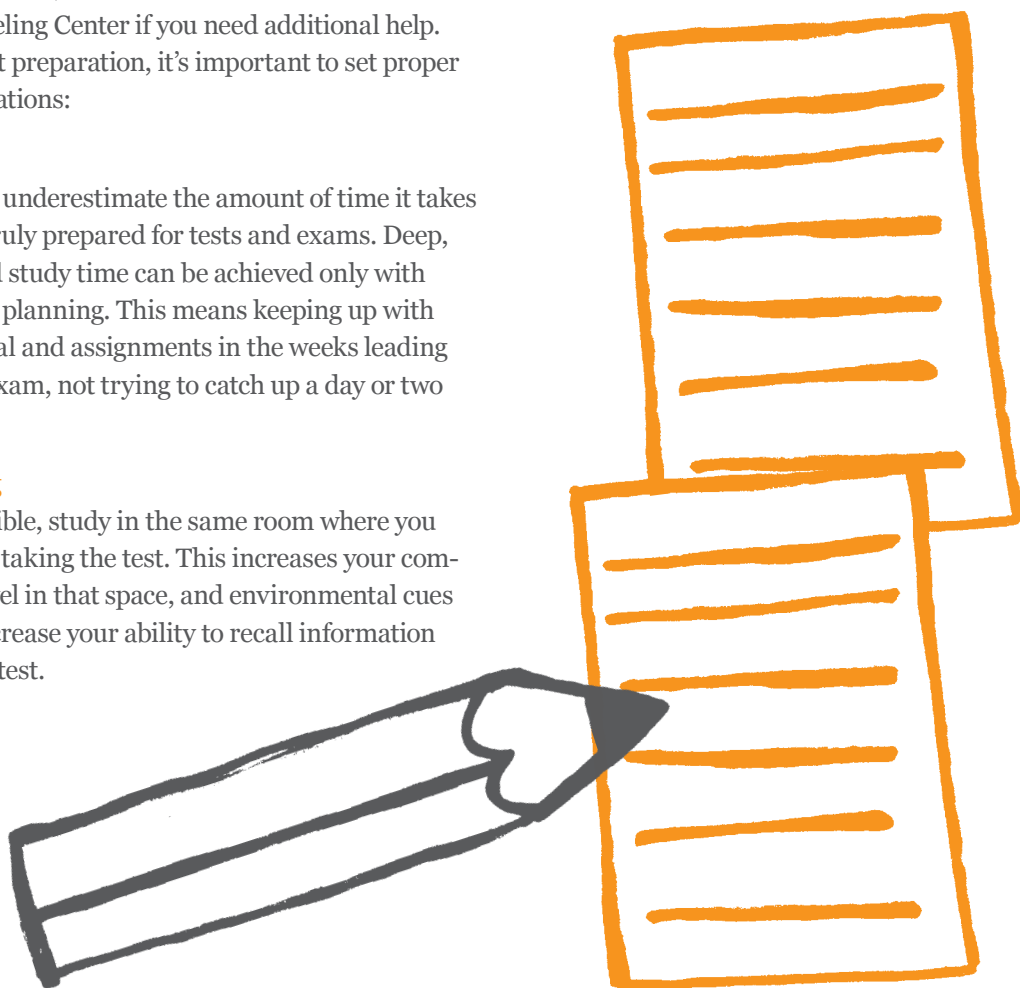 eling Center if you need additional help.
t preparation, it’s important to set proper
ations:
underestimate the amount of time it takes
ruly prepared for tests and exams. Deep,
l study time can be achieved only with
planning. This means keeping up with
al and assignments in the weeks leading
xam, not trying to catch up a day or two
ible, study in the same room where you
taking the test. This increases your com-
el in that space, and environmental cues
crease your ability to recall information
test.